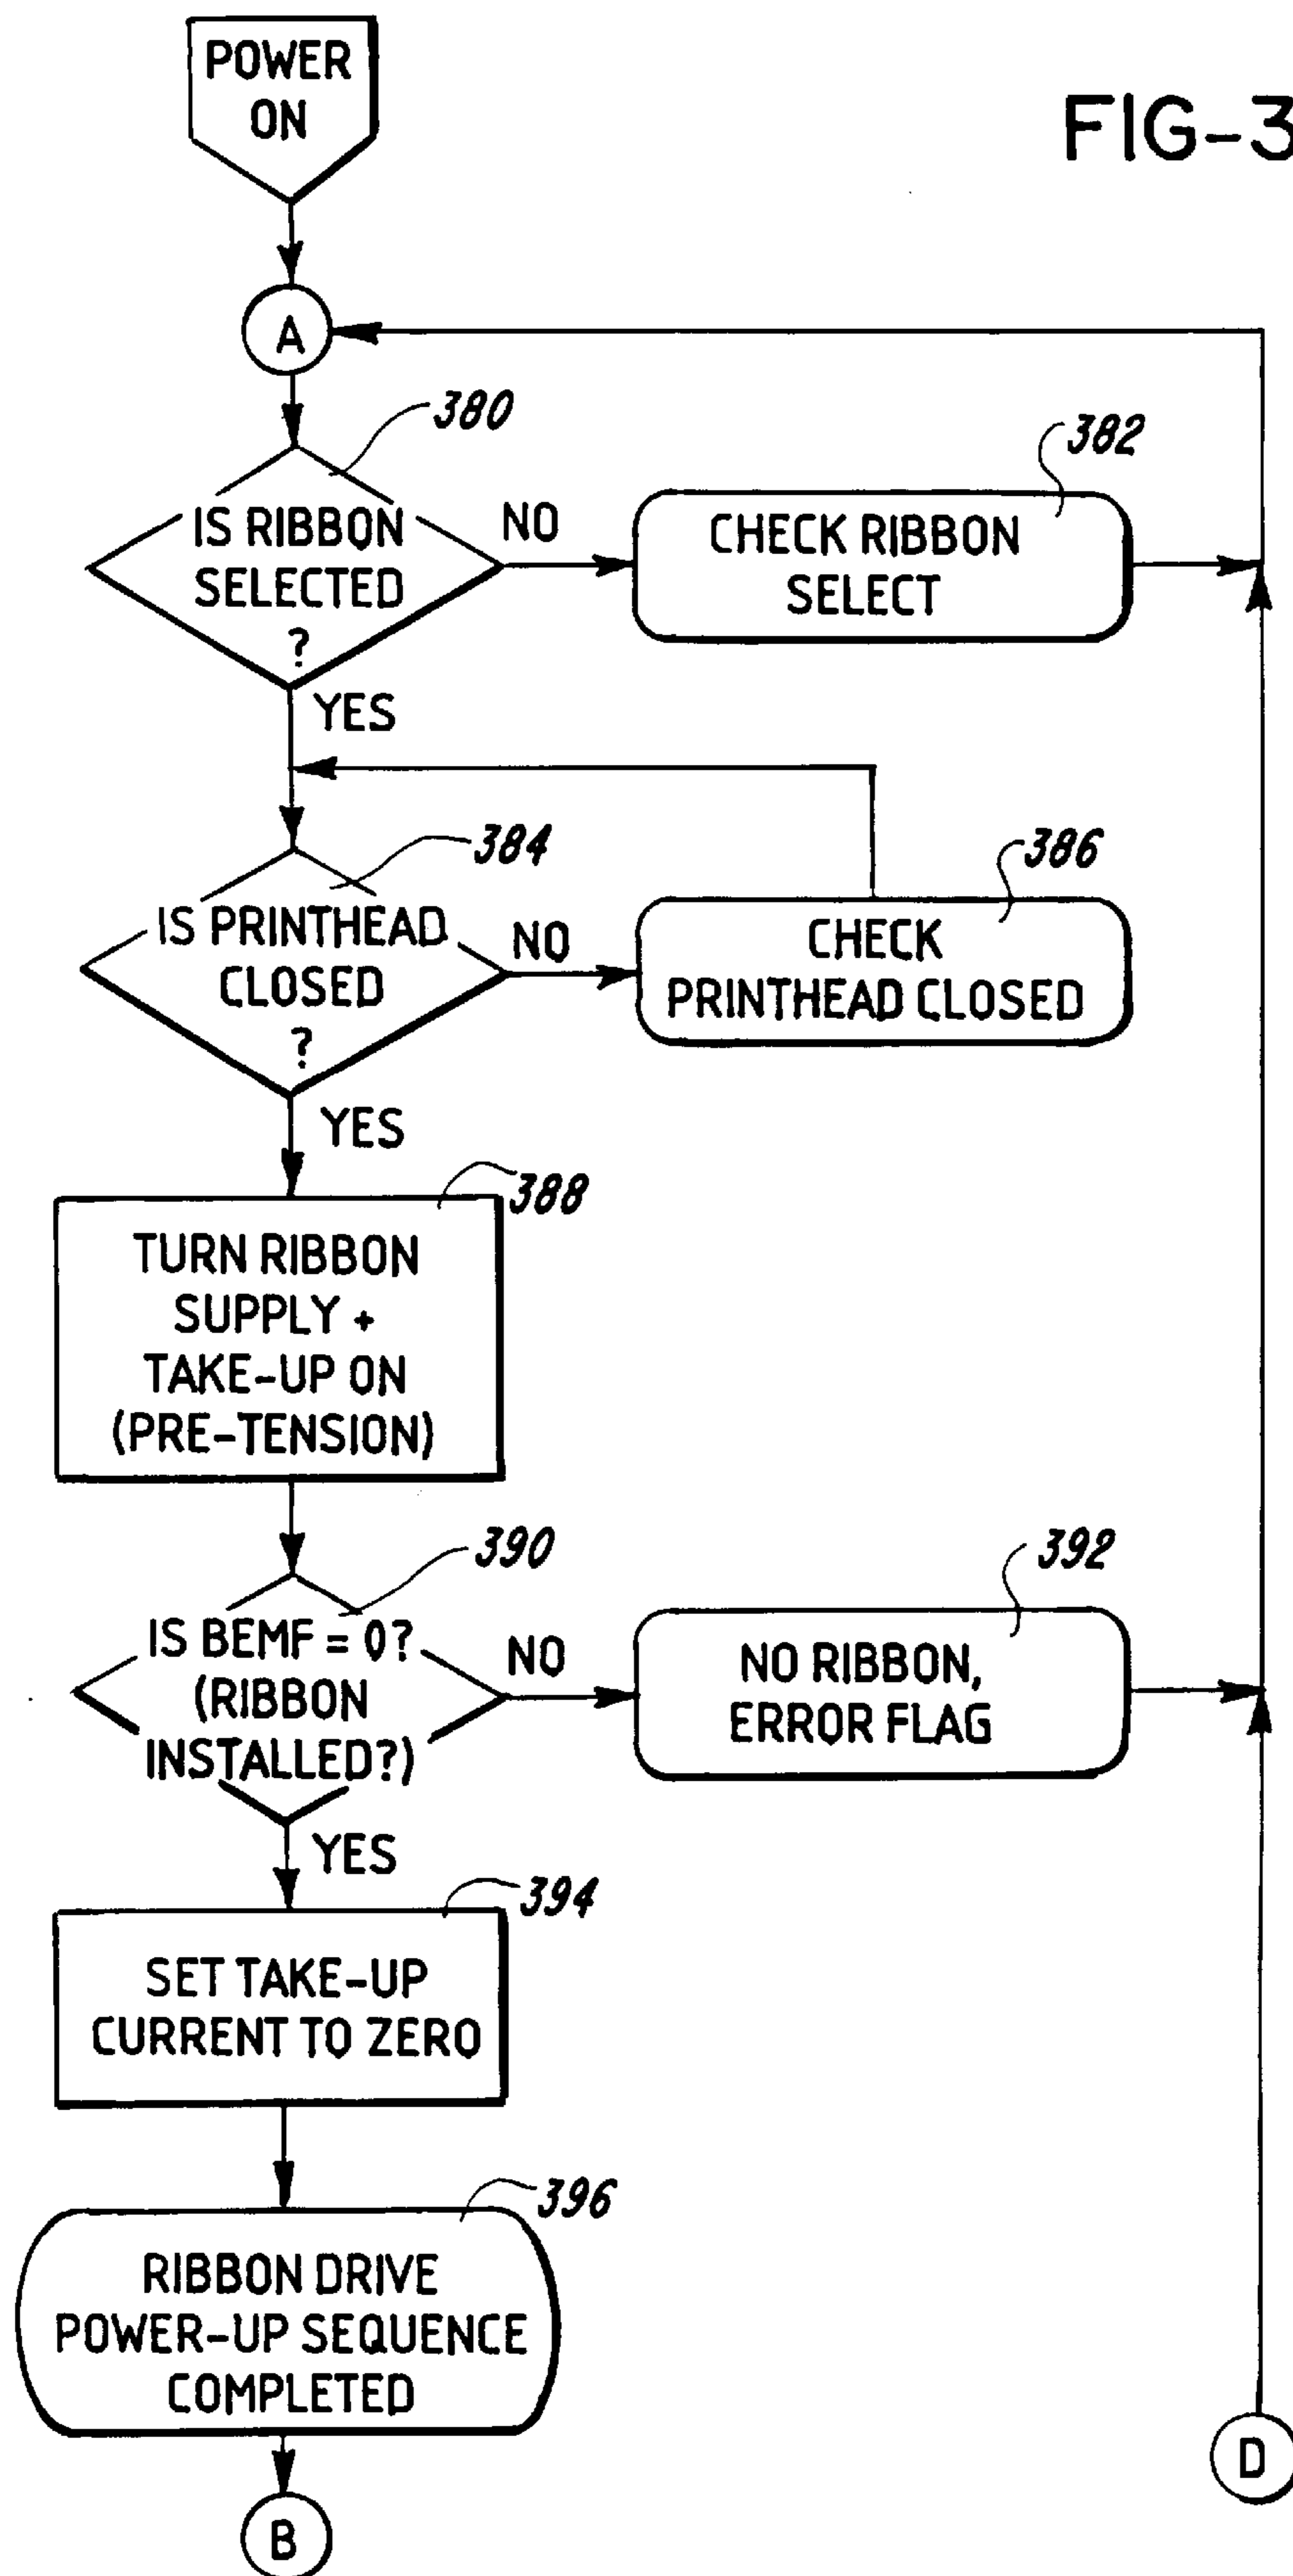 POWER
ON
FIG-3
A
380
IS RIBBON
SELECTED
?
NO
382
CHECK RIBBON
SELECT
YES
384
IS PRINTHEAD
CLOSED
?
NO
386
CHECK
PRINTHEAD CLOSED
YES
388
TURN RIBBON
SUPPLY +
TAKE-UP ON
(PRE-TENSION)
390
IS BEMF = 0?
(RIBBON
INSTALLED?)
NO
392
NO RIBBON,
ERROR FLAG
YES
394
SET TAKE-UP
CURRENT TO ZERO
396
RIBBON DRIVE
POWER-UP SEQUENCE
COMPLETED
D
B